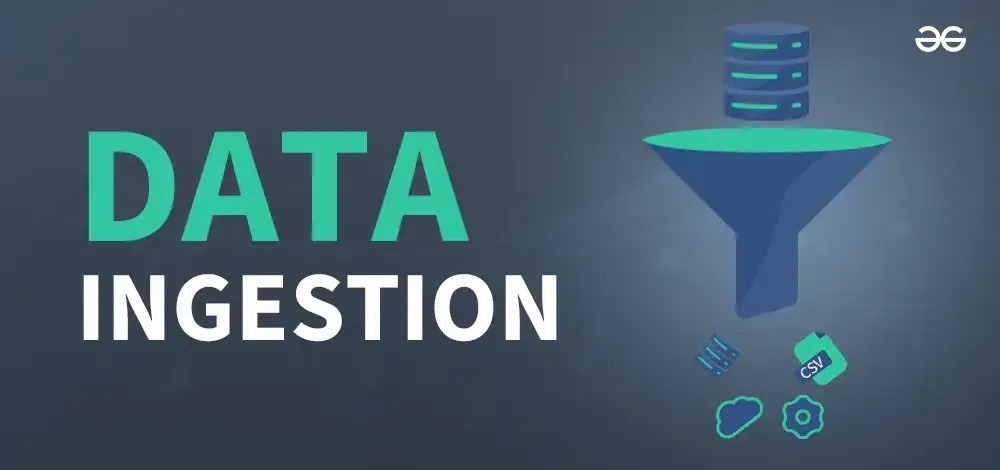 DATA
INGESTION
CSV